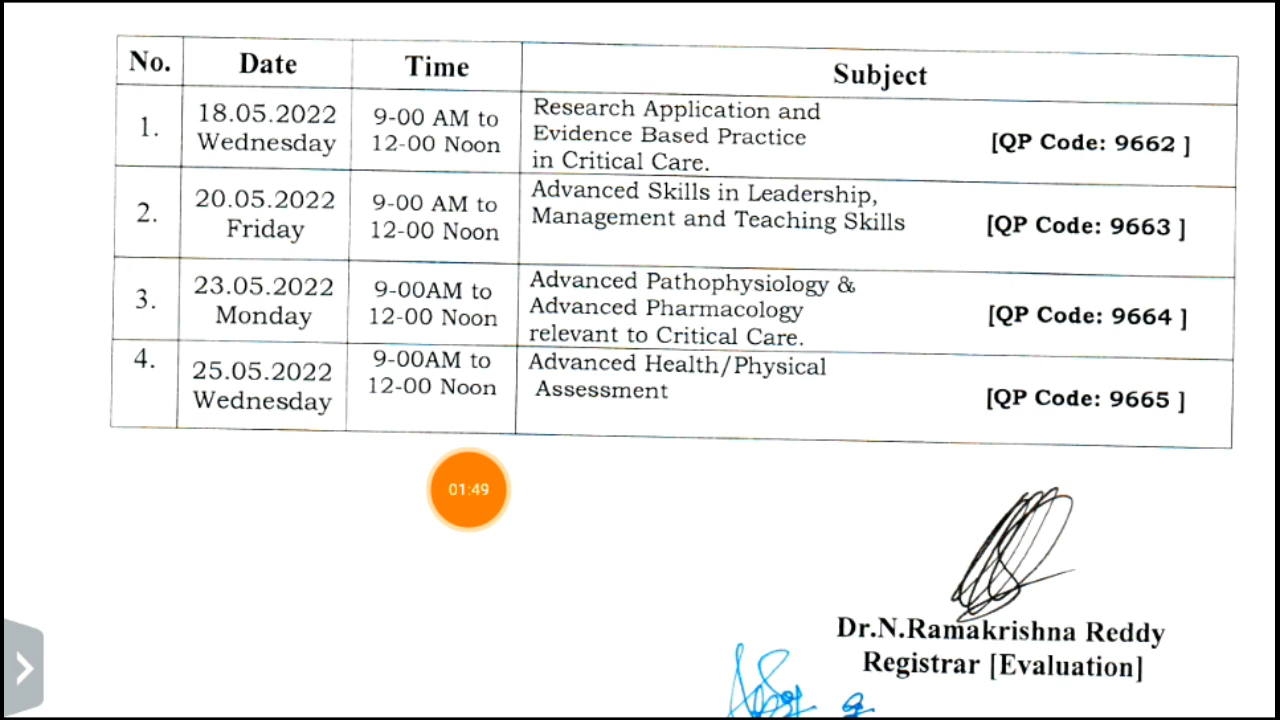 No. Date Time Subject
1. 18.05.2022 Wednesday 9-00 AM to 12-00 Noon Research Application and Evidence Based Practice in Critical Care. [QP Code: 9662 ]
2. 20.05.2022 Friday 9-00 AM to 12-00 Noon Advanced Skills in Leadership, Management and Teaching Skills [QP Code: 9663 ]
3. 23.05.2022 Monday 9-00AM to 12-00 Noon Advanced Pathophysiology & Advanced Pharmacology relevant to Critical Care. [QP Code: 9664 ]
4. 25.05.2022 Wednesday 9-00AM to 12-00 Noon Advanced Health/Physical Assessment [QP Code: 9665 ]
01:49
Dr.N.Ramakrishna Reddy
Registrar [Evaluation]